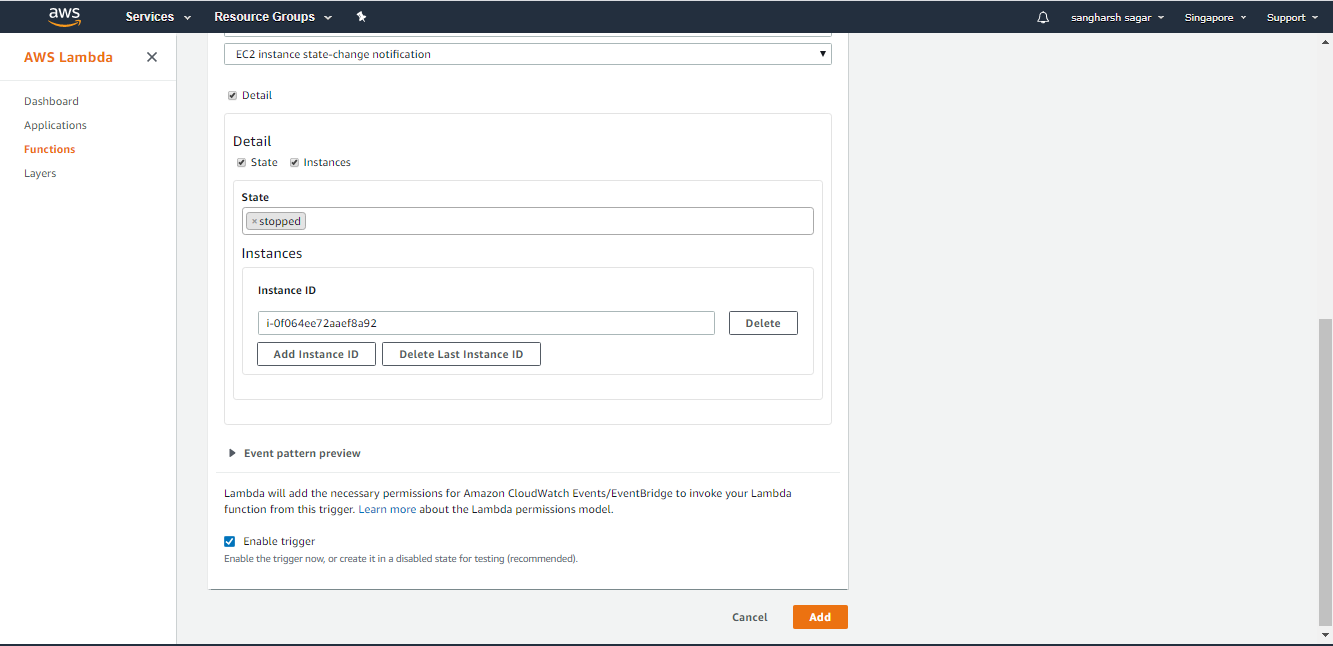 aws Services Resource Groups sangharsh sagar Singapore Support
AWS Lambda
Dashboard
Applications
Functions
Layers
EC2 instance state-change notification
Detail
Detail
State Instances
State
×stopped
Instances
Instance ID
i-0f064ee72aaef8a92
Delete
Add Instance ID Delete Last Instance ID
Event pattern preview
Lambda will add the necessary permissions for Amazon CloudWatch Events/EventBridge to invoke your Lambda
function from this trigger. Learn more about the Lambda permissions model.
Enable trigger
Enable the trigger now, or create it in a disabled state for testing (recommended).
Cancel Add